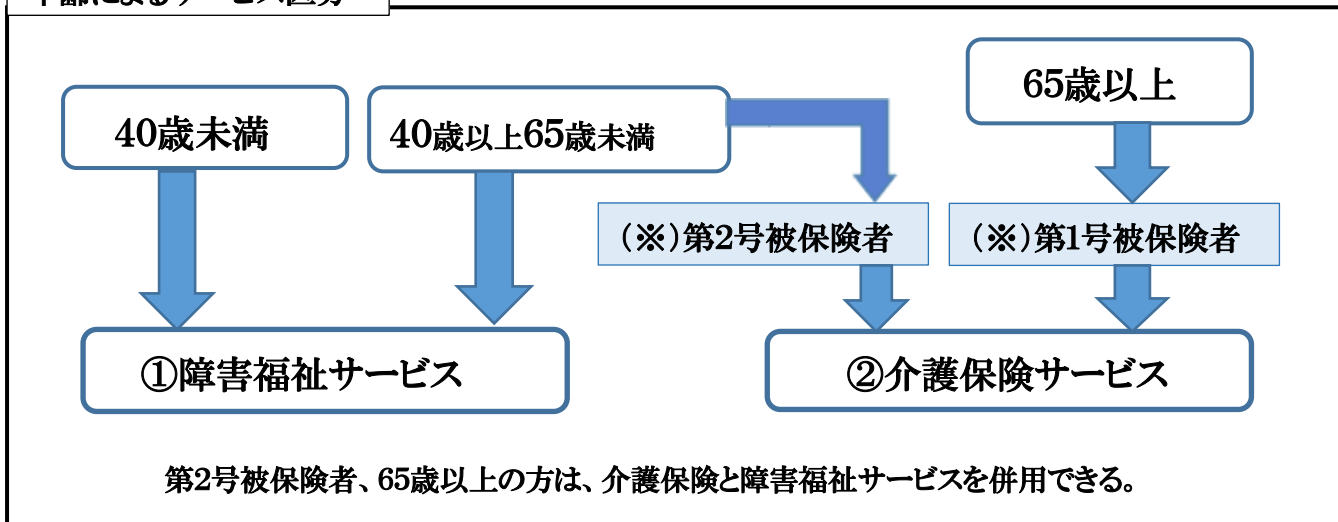 40歳未満
40歳以上65歳未満
65歳以上
(※)第2号被保険者
(※)第1号被保険者
①障害福祉サービス
②介護保険サービス
第2号被保険者、65歳以上の方は、介護保険と障害福祉サービスを併用できる。